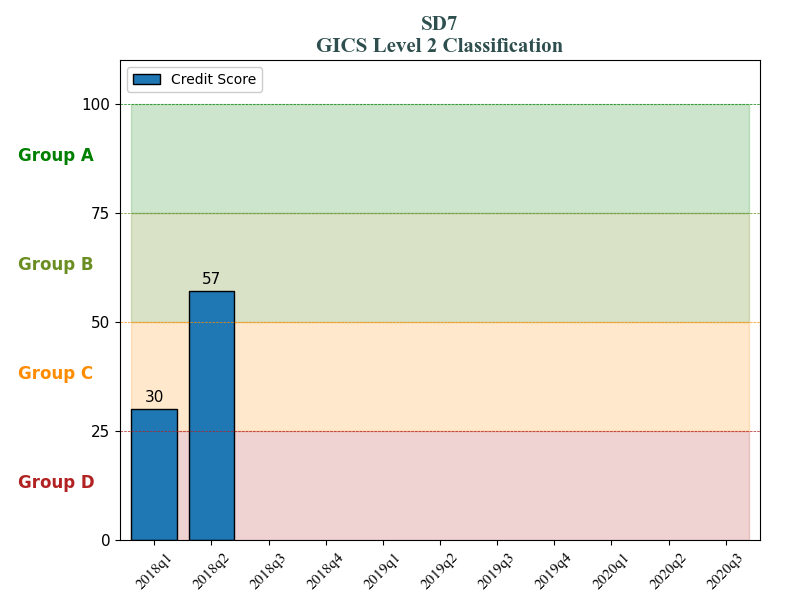 SD7
GICS Level 2 Classification
Credit Score
100
Group A
75
Group B
57
50
Group C
30
25
Group D
0
2018q1 2018q2 2018q3 2018q4 2019q1 2019q2 2019q3 2019q4 2020q1 2020q2 2020q3